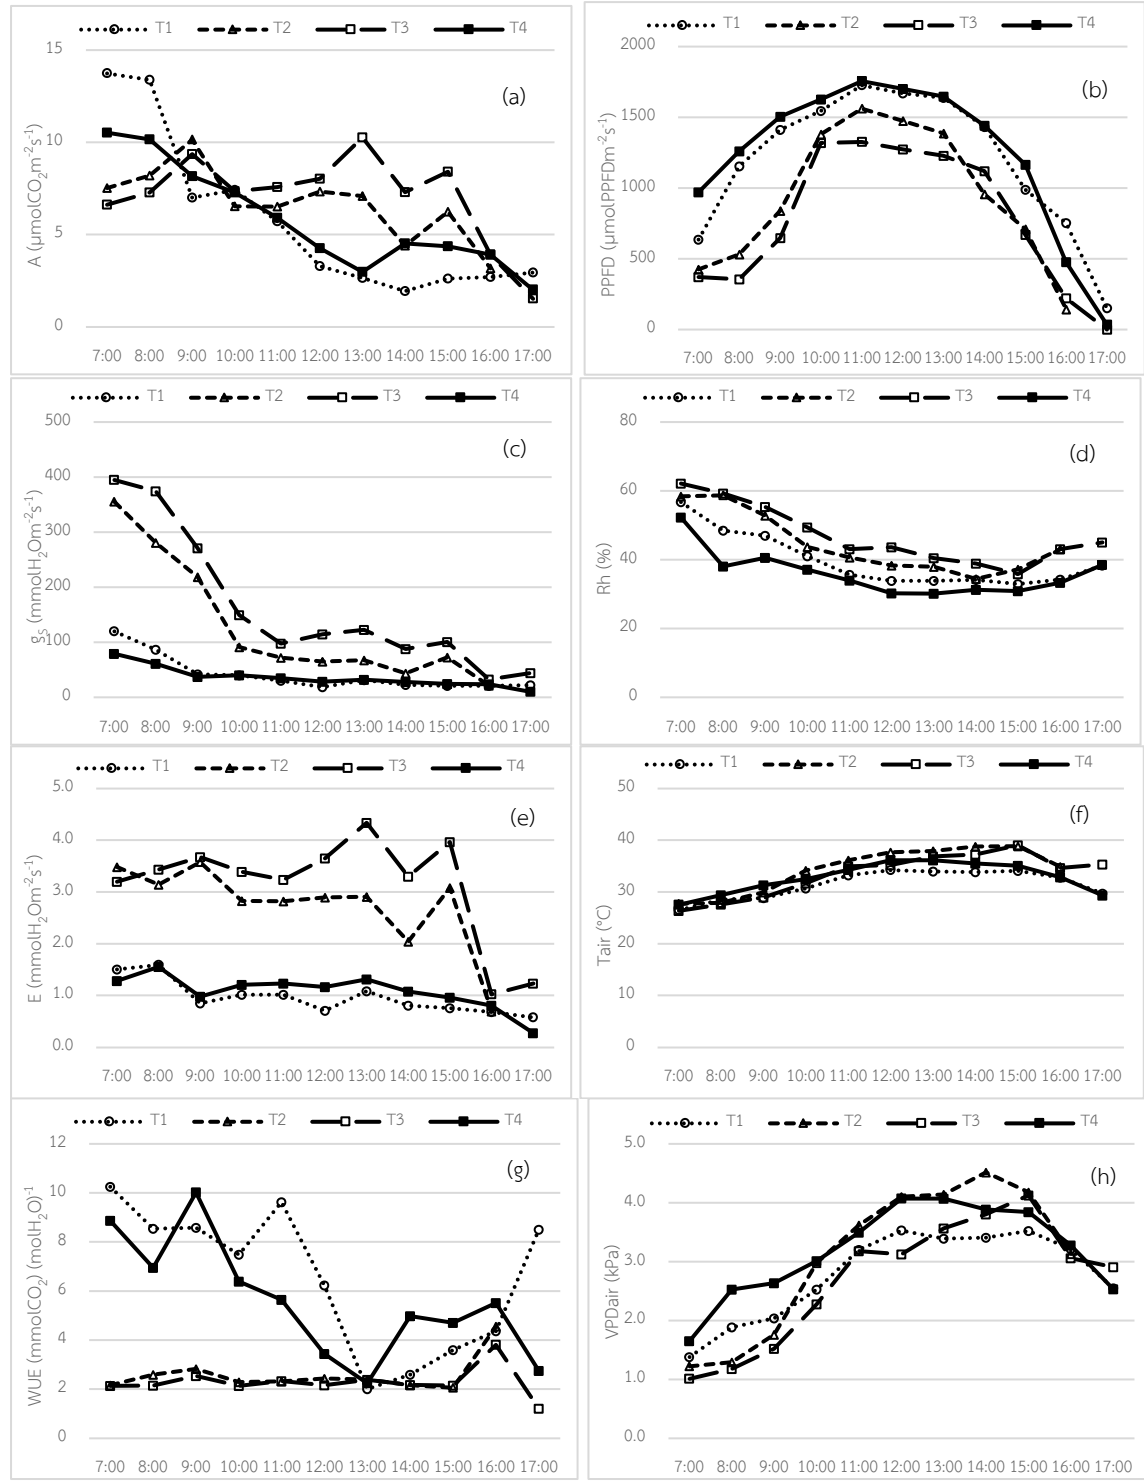 T1 T2 T3 T4
15
10
5
0
A (µmolCO₂m⁻²s⁻¹)
(a)
7:00 8:00 9:00 10:00 11:00 12:00 13:00 14:00 15:00 16:00 17:00
T1 T2 T3 T4
2000
1500
1000
500
0
PPFD (µmolPPFDm⁻²s⁻¹)
(b)
7:00 8:00 9:00 10:00 11:00 12:00 13:00 14:00 15:00 16:00 17:00
T1 T2 T3 T4
500
400
300
200
100
0
gₛ (mmolH₂Om⁻²s⁻¹)
(c)
7:00 8:00 9:00 10:00 11:00 12:00 13:00 14:00 15:00 16:00 17:00
T1 T2 T3 T4
80
60
40
20
0
Rh (%)
(d)
7:00 8:00 9:00 10:00 11:00 12:00 13:00 14:00 15:00 16:00 17:00
T1 T2 T3 T4
5.0
4.0
3.0
2.0
1.0
0.0
E (mmolH₂Om⁻²s⁻¹)
(e)
7:00 8:00 9:00 10:00 11:00 12:00 13:00 14:00 15:00 16:00 17:00
T1 T2 T3 T4
50
40
30
20
10
0
Tair (°C)
(f)
7:00 8:00 9:00 10:00 11:00 12:00 13:00 14:00 15:00 16:00 17:00
T1 T2 T3 T4
12
10
8
6
4
2
0
WUE (mmolCO₂) (molH₂O)⁻¹
(g)
7:00 8:00 9:00 10:00 11:00 12:00 13:00 14:00 15:00 16:00 17:00
T1 T2 T3 T4
5.0
4.0
3.0
2.0
1.0
0.0
VPDair (kPa)
(h)
7:00 8:00 9:00 10:00 11:00 12:00 13:00 14:00 15:00 16:00 17:00